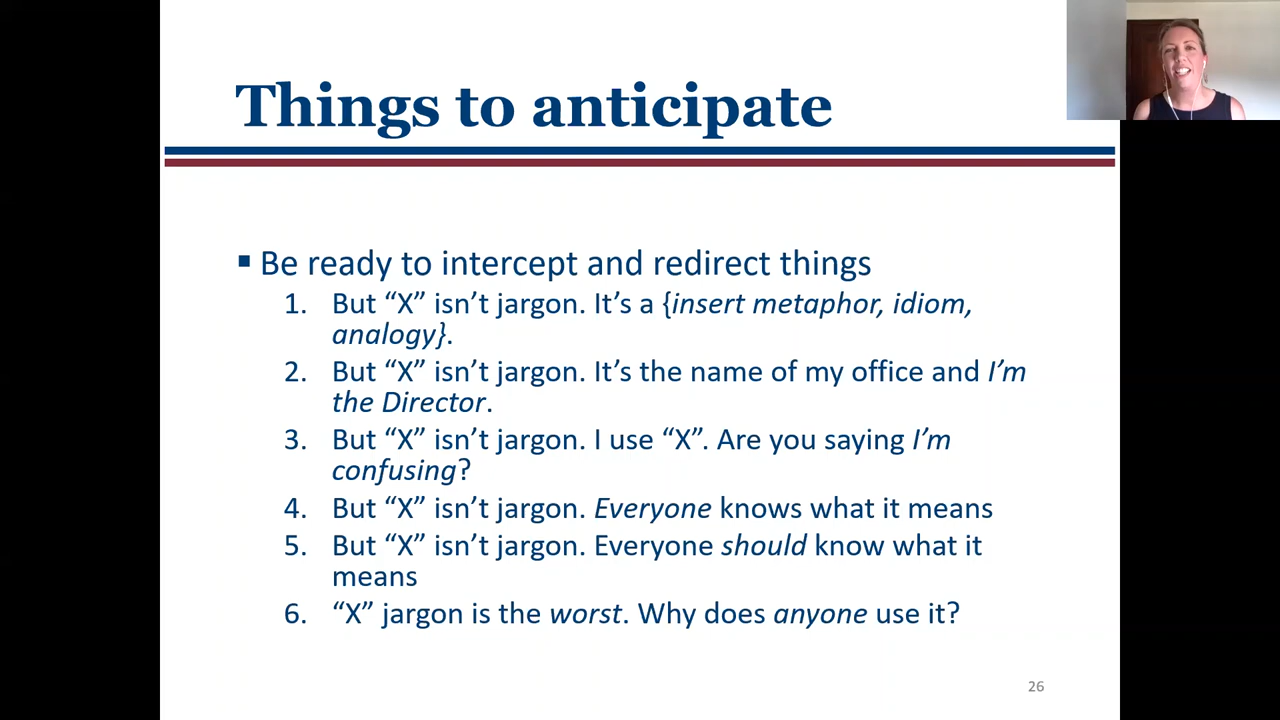 Things to anticipate
▪ Be ready to intercept and redirect things
1. But “X” isn’t jargon. It’s a {insert metaphor, idiom,
analogy}.
2. But “X” isn’t jargon. It’s the name of my office and I’m
the Director.
3. But “X” isn’t jargon. I use “X”. Are you saying I’m
confusing?
4. But “X” isn’t jargon. Everyone knows what it means
5. But “X” isn’t jargon. Everyone should know what it
means
6. “X” jargon is the worst. Why does anyone use it?
26